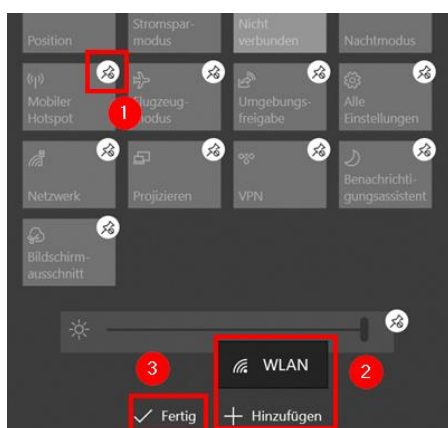 Position
Stromspar-
modus
Nicht
verbunden
Nachtmodus
Mobiler
Hotspot
1
Flugzeug-
modus
Umgebungs-
freigabe
Alle
Einstellungen
Netzwerk
Projizieren
VPN
Benachrichti-
gungsassistent
Bildschirm-
ausschnitt
3
WLAN
2
Fertig
Hinzufügen